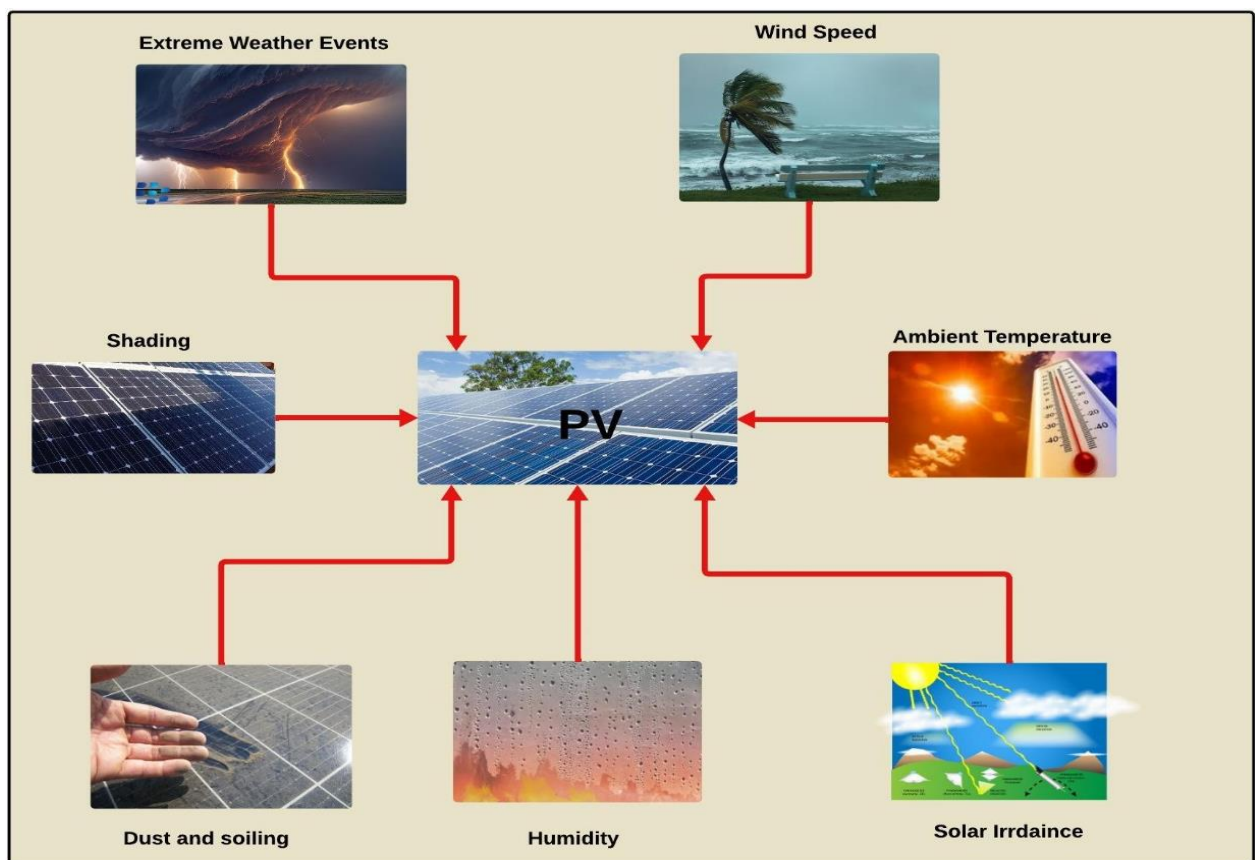 Extreme Weather Events
Wind Speed
Shading
Ambient Temperature
PV
Dust and soiling
Humidity
Solar Irrdaince